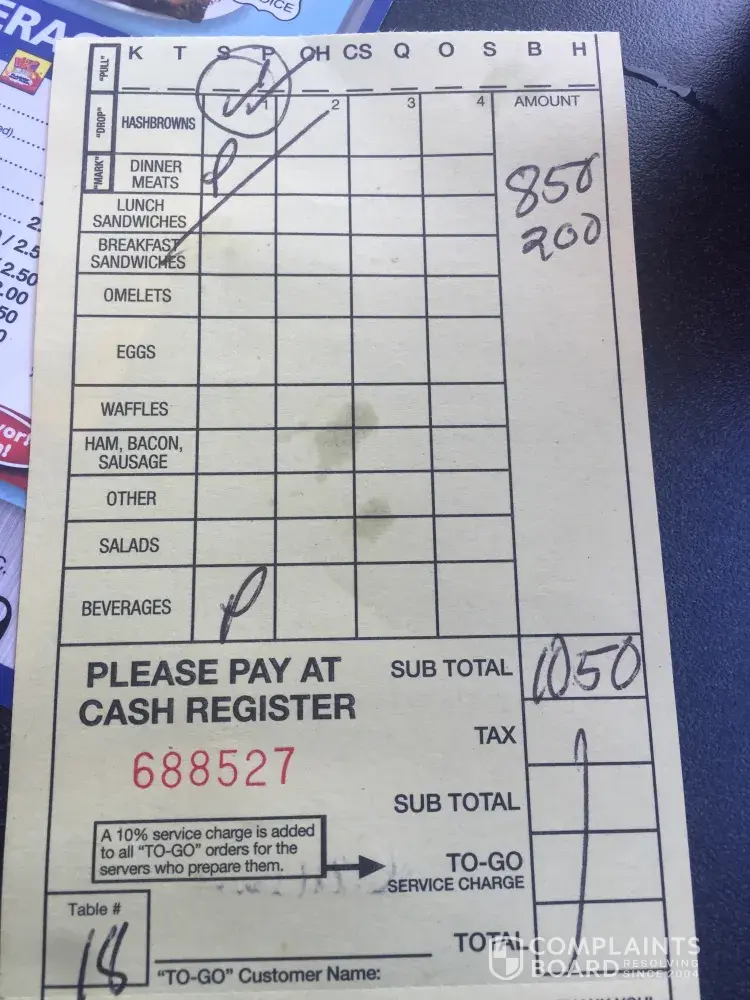 "PULL" K T S P OH CS Q O S B H
"DROP" HASHBROWNS 1 2 3 4 AMOUNT
"MARK" DINNER
MEATS P 850
LUNCH
SANDWICHES
BREAKFAST 200
SANDWICHES
OMELETS
EGGS
WAFFLES
HAM, BACON,
SAUSAGE
OTHER
SALADS
BEVERAGES P
PLEASE PAY AT
CASH REGISTER
SUB TOTAL 1050
TAX
688527
SUB TOTAL
A 10% service charge is added
to all "TO-GO" orders for the
servers who prepare them.
TO-GO
SERVICE CHARGE
Table #
18
TOTAL
"TO-GO" Customer Name:
COMPLAINTS
BOARD RESOLVING
SINCE 2004